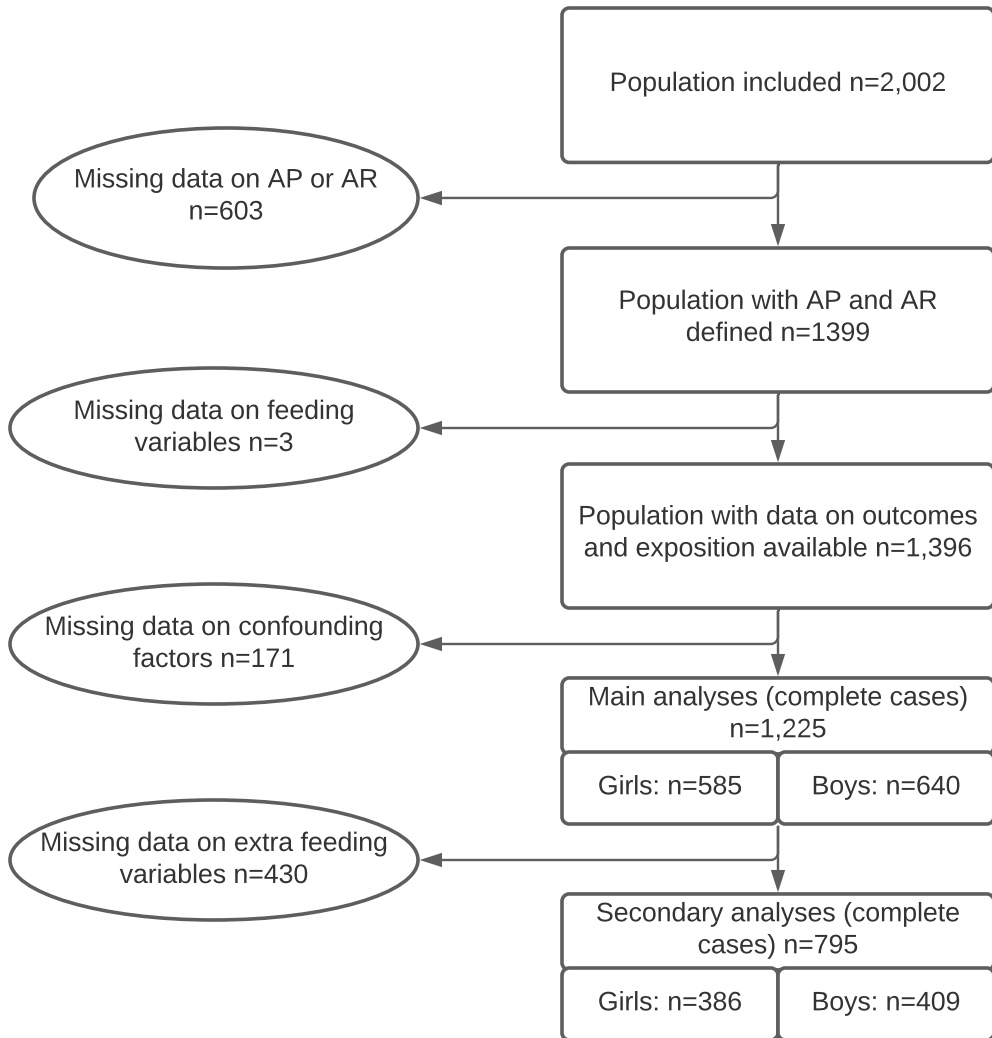 Population included n=2,002
Missing data on AP or AR
n=603
Population with AP and AR
defined n=1399
Missing data on feeding
variables n=3
Population with data on outcomes
and exposition available n=1,396
Missing data on confounding
factors n=171
Main analyses (complete cases)
n=1,225
Girls: n=585
Boys: n=640
Missing data on extra feeding
variables n=430
Secondary analyses (complete
cases) n=795
Girls: n=386
Boys: n=409